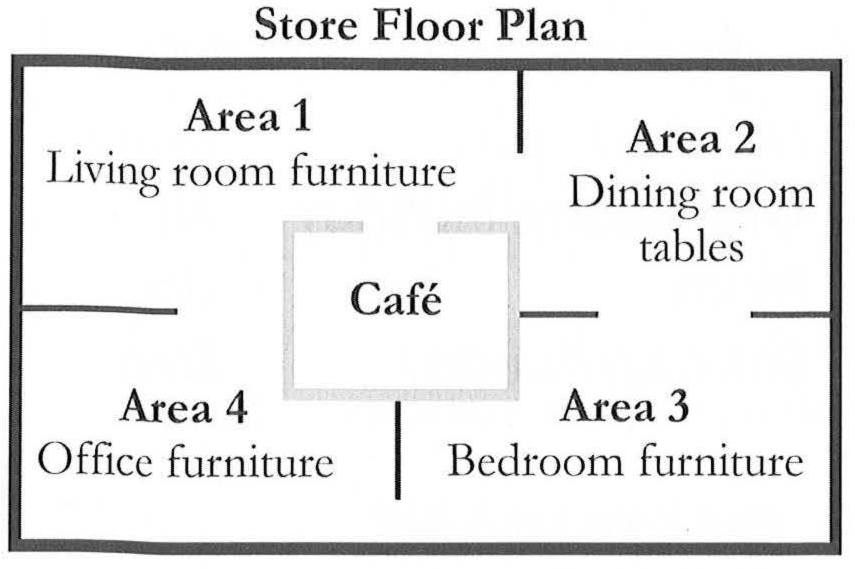 Store Floor Plan
Area 1
Living room furniture
Area 2
Dining room
tables
Café
Area 4
Office furniture
Area 3
Bedroom furniture